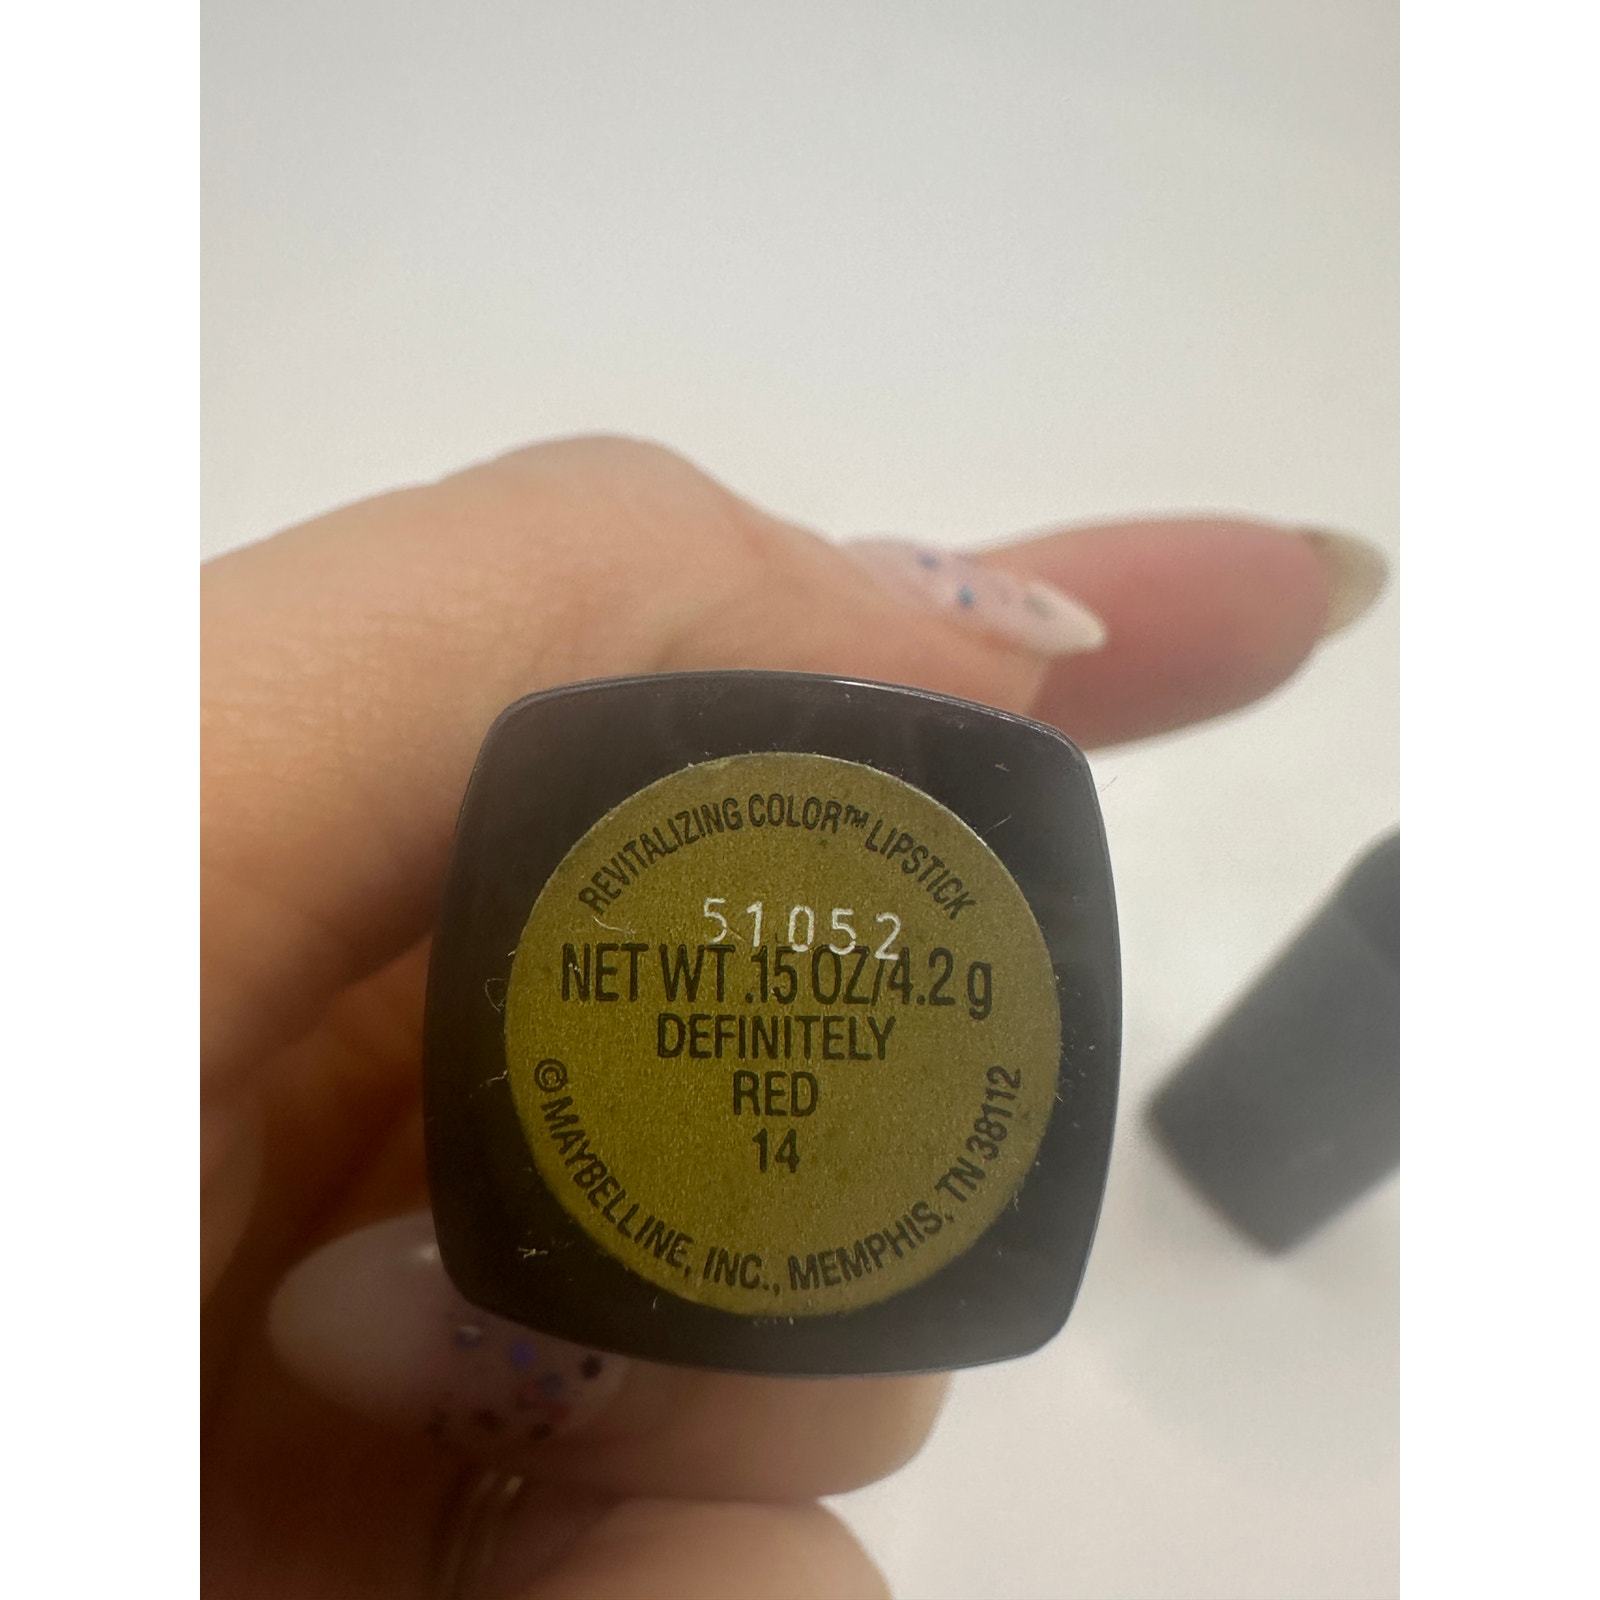 REVITALIZING COLOR™ LIPSTICK
51052
NET WT .15 OZ/4.2 g
DEFINITELY
RED
14
©MAYBELLINE, INC., MEMPHIS, TN 38112